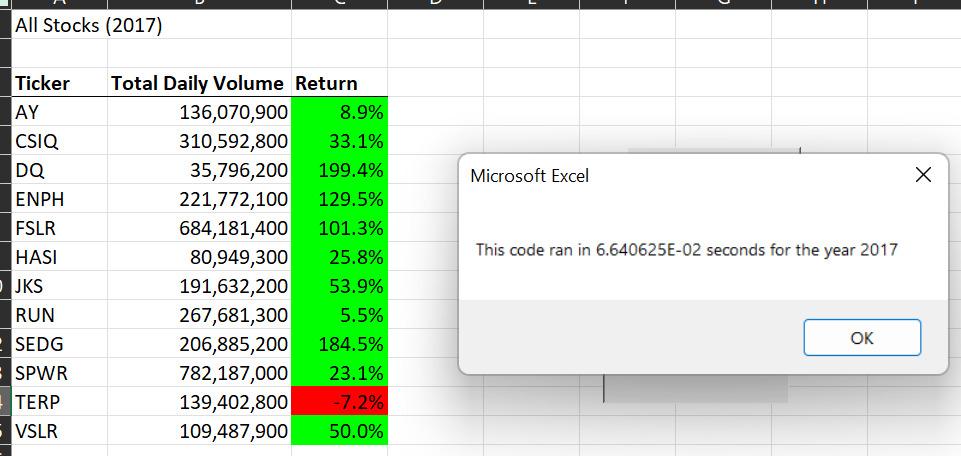 All Stocks (2017)
Ticker Total Daily Volume Return
AY 136,070,900 8.9%
CSIQ 310,592,800 33.1%
DQ 35,796,200 199.4%
ENPH 221,772,100 129.5%
FSLR 684,181,400 101.3%
HASI 80,949,300 25.8%
JKS 191,632,200 53.9%
RUN 267,681,300 5.5%
SEDG 206,885,200 184.5%
SPWR 782,187,000 23.1%
TERP 139,402,800 -7.2%
VSLR 109,487,900 50.0%
Microsoft Excel
This code ran in 6.640625E-02 seconds for the year 2017
OK